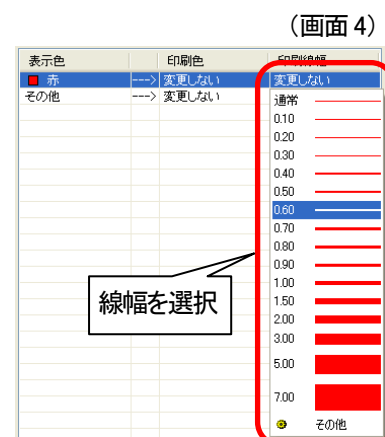 （画面 4）
表示色 印刷色 印刷線幅
赤 ---> 変更しない 変更しない
その他 ---> 変更しない
通常
0.10
0.20
0.30
0.40
0.50
0.60
0.70
0.80
0.90
1.00
1.50
2.00
3.00
5.00
7.00
その他
線幅を選択